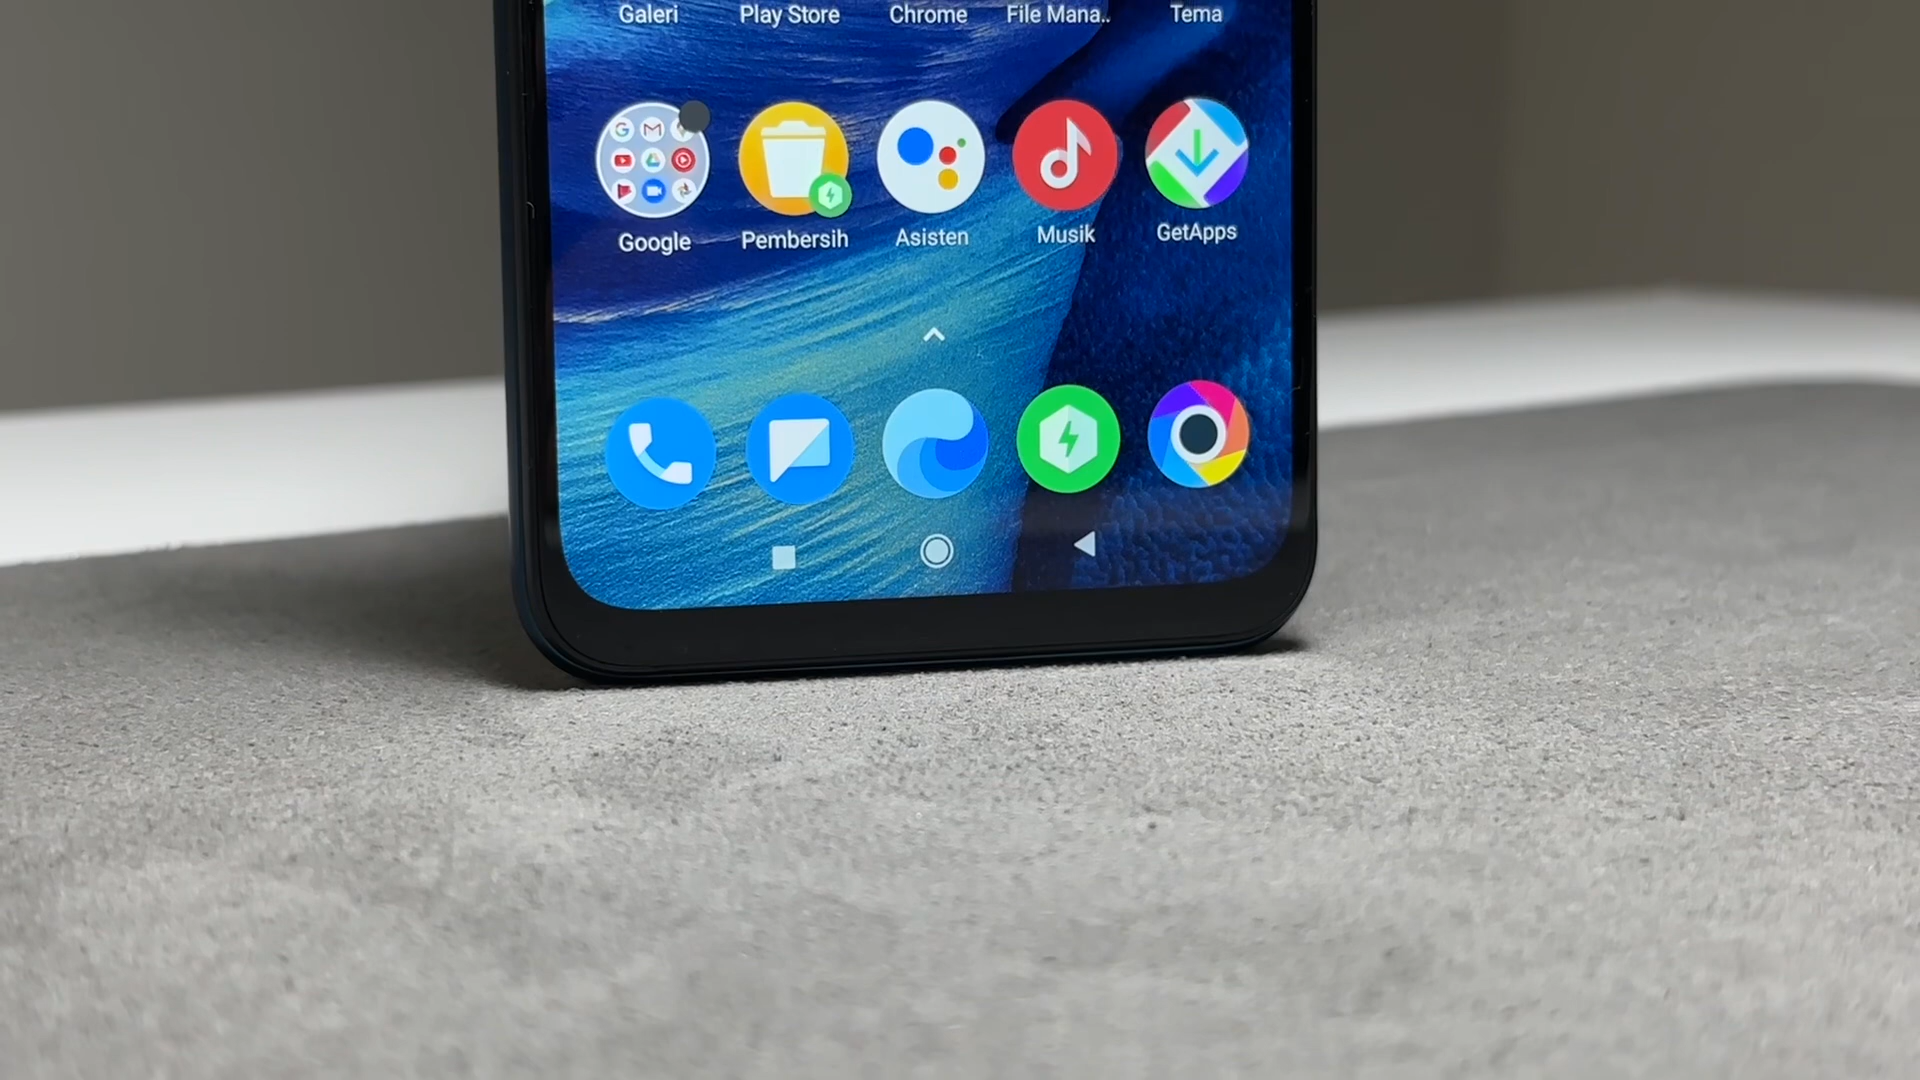 Galeri
Play Store
Chrome
File Mana..
Tema
Google
Pembersih
Asisten
Musik
GetApps